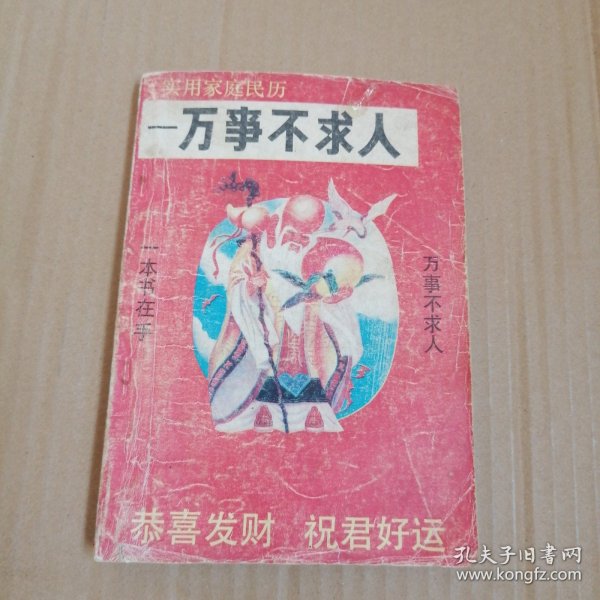 实用家庭民历
一万事不求人
一本书在手
万事不求人
恭喜发财 祝君好运
孔夫子旧书网
www.kongfz.com